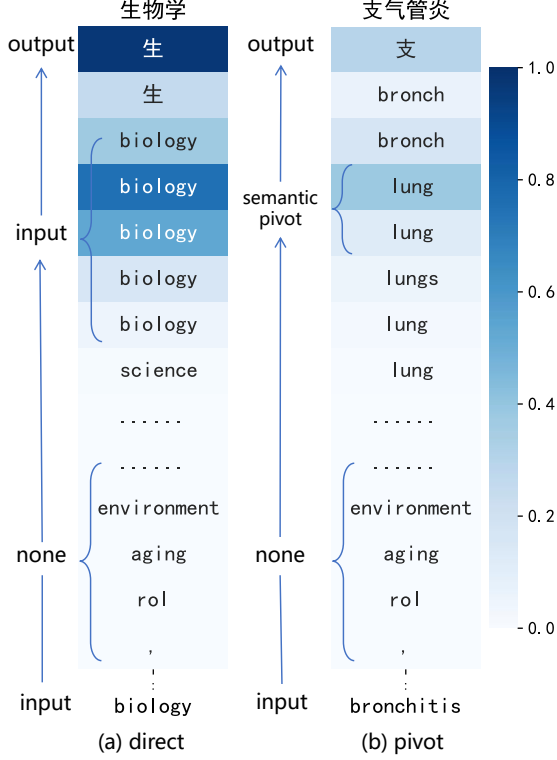 生物学
支气管炎
output
生
生
biology
biology
biology
biology
biology
science
......
......
environment
aging
rol
,
input
none
input
biology
(a) direct
output
支
bronch
bronch
lung
lung
lungs
lung
lung
......
......
environment
aging
rol
,
semantic
pivot
none
input
bronchitis
(b) pivot
1.0
0.8
0.6
0.4
0.2
0.0